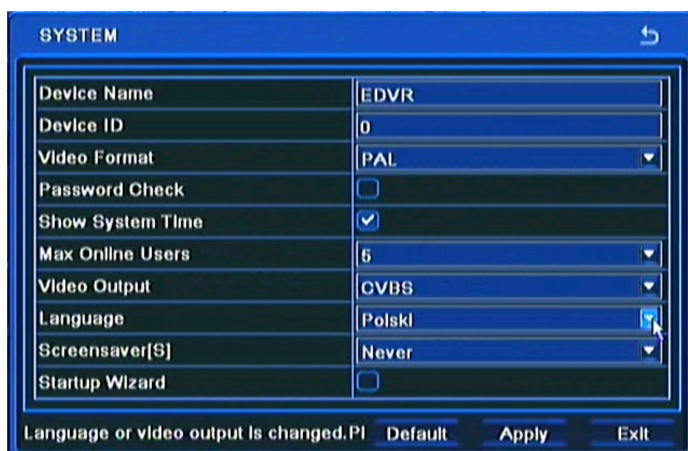 SYSTEM
Device Name EDVR
Device ID 0
Video Format PAL
Password Check
Show System Time
Max Online Users 5
Video Output CVBS
Language Polski
Screensaver[S] Never
Startup Wizard
Language or video output is changed.Pl Default Apply Exit